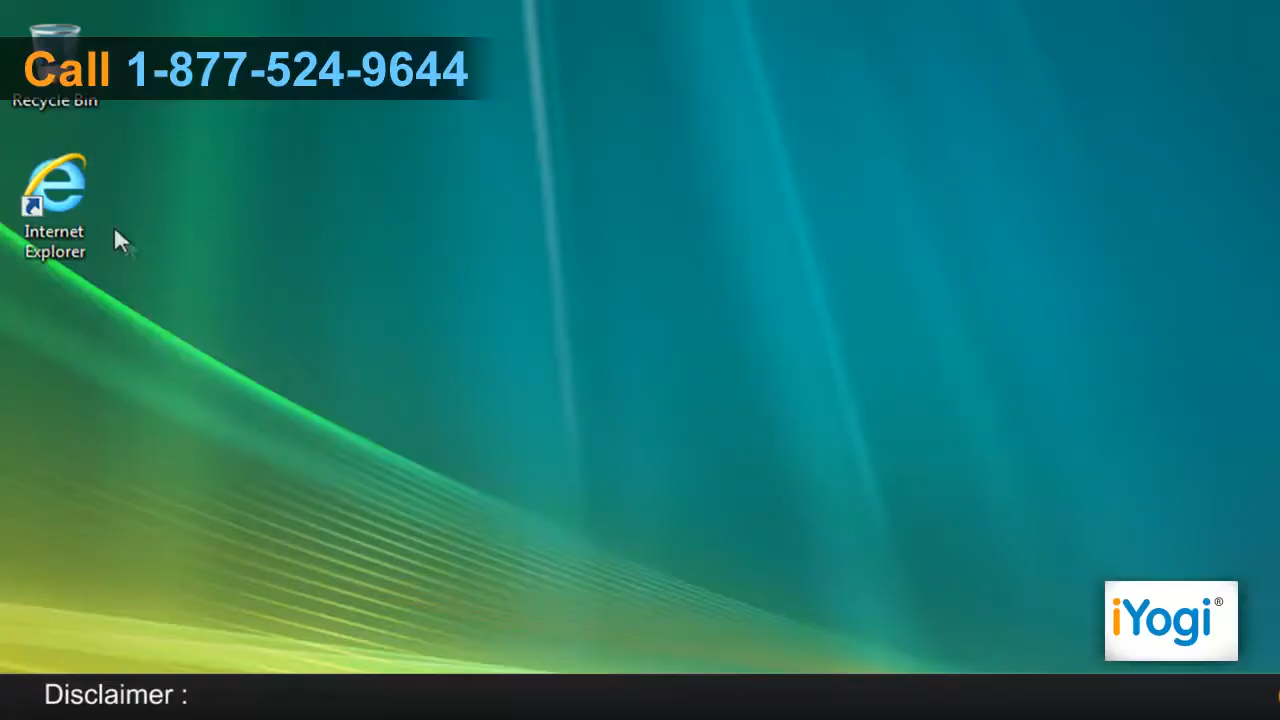 Call 1-877-524-9644
Recycle Bin
Internet
Explorer
iYogi®
Disclaimer :